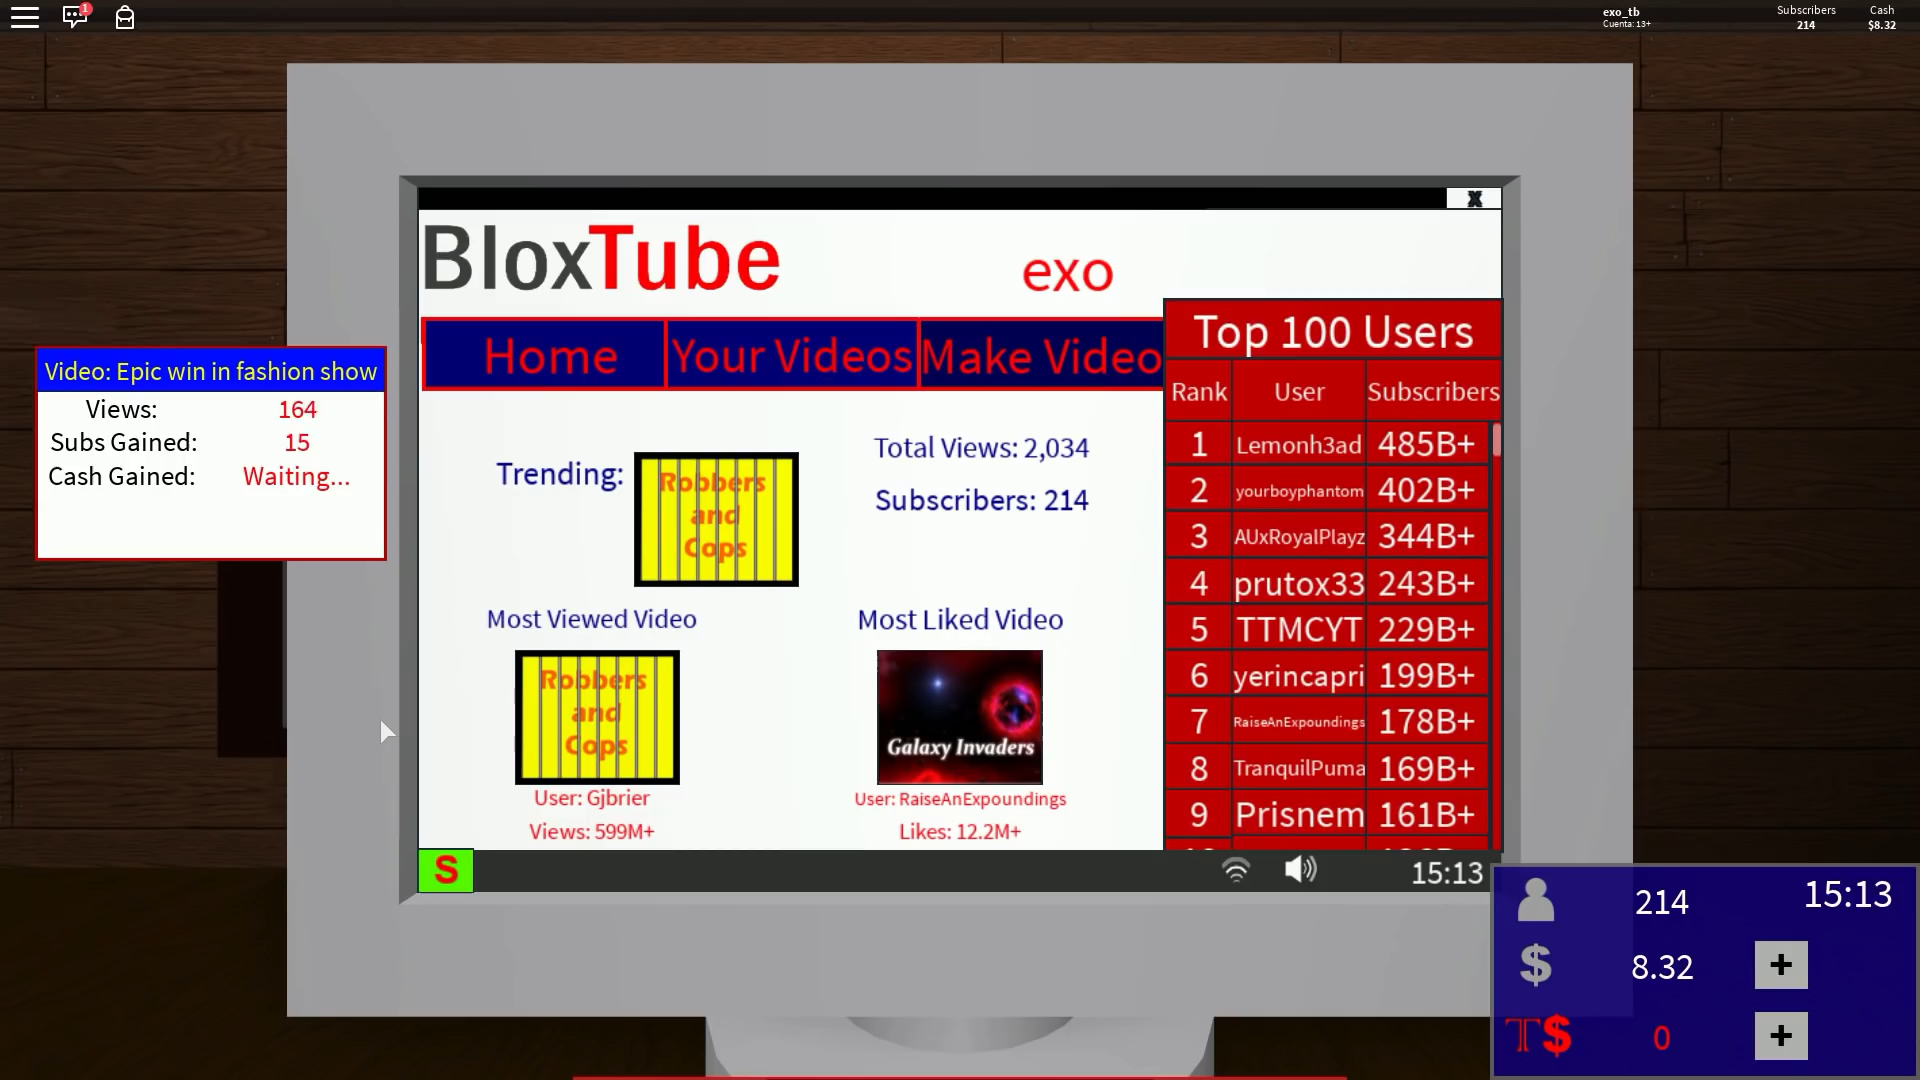 1
exo_tb
Cuenta: 13+
Subscribers
214
Cash
$8.32
X
BloxTube
exo
Home
Your Videos
Make Video
Video: Epic win in fashion show
Views: 164
Subs Gained: 15
Cash Gained: Waiting...
Trending:
Robbers
and
Cops
Total Views: 2,034
Subscribers: 214
Most Viewed Video
Robbers
and
Cops
User: Gjbrier
Views: 599M+
Most Liked Video
Galaxy Invaders
User: RaiseAnExpoundings
Likes: 12.2M+
Top 100 Users
Rank User Subscribers
1 Lemonh3ad 485B+
2 yourboyphantom 402B+
3 AUxRoyalPlayz 344B+
4 prutox33 243B+
5 TTMCYT 229B+
6 yerincapri 199B+
7 RaiseAnExpoundings 178B+
8 TranquilPuma 169B+
9 Prisnem 161B+
S
15:13
214
15:13
$ 8.32 +
T$ 0 +